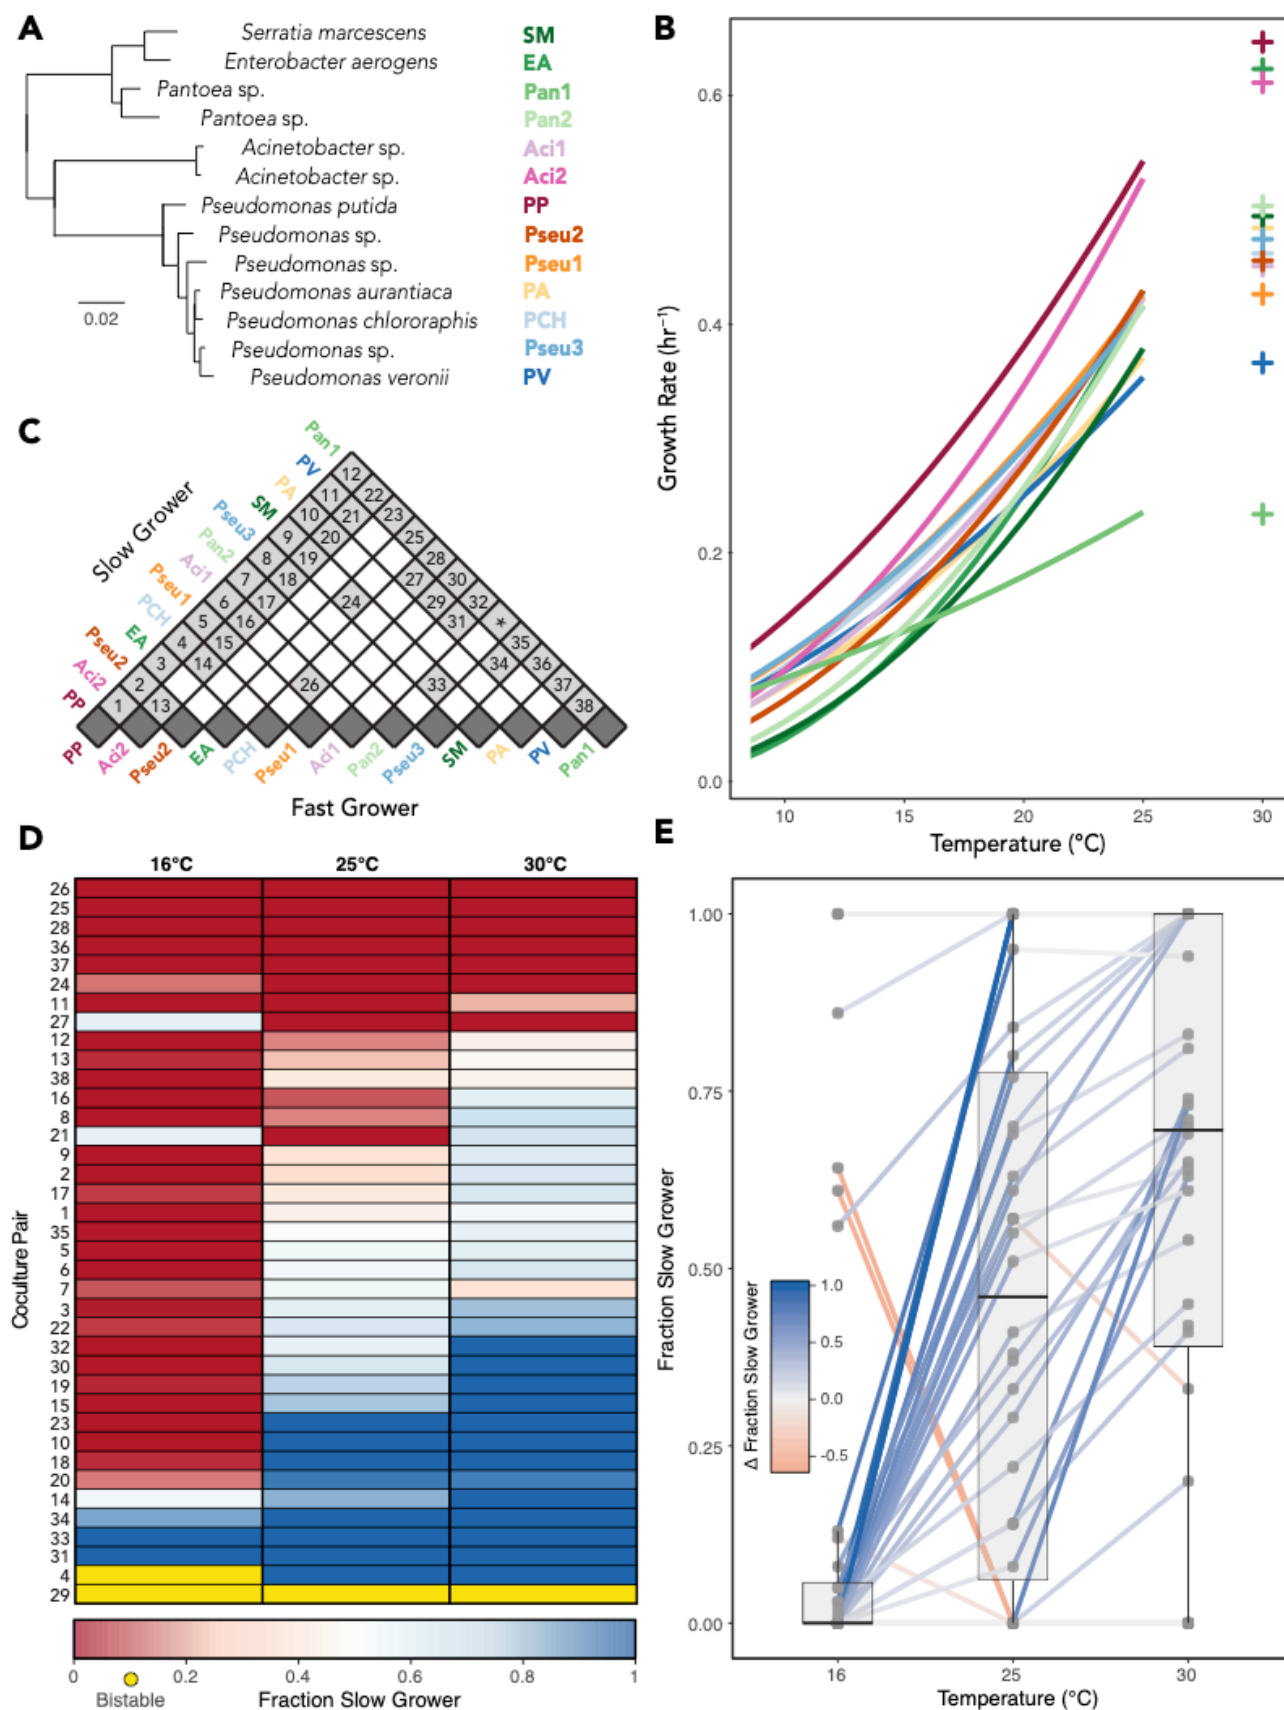 A
Serratia marcescens SM
Enterobacter aerogens EA
Pantoea sp. Pan1
Pantoea sp. Pan2
Acinetobacter sp. Aci1
Acinetobacter sp. Aci2
Pseudomonas putida PP
Pseudomonas sp. Pseu2
Pseudomonas sp. Pseu1
Pseudomonas aurantiaca PA
Pseudomonas chlororaphis PCH
Pseudomonas sp. Pseu3
Pseudomonas veronii PV
0.02
B
Growth Rate (hr⁻¹)
0.6
0.4
0.2
0.0
10 15 20 25 30
Temperature (°C)
C
Slow Grower
Pan1
PV
PA
SM
Pseu3
Pan2
Aci1
Pseu1
PCH
EA
Pseu2
Aci2
PP
12
11 22
10 21 23
9 20 25
8 19 28
7 18 27 30
6 17 24 29 32
5 16 31 *
4 15 35
3 14 34 36
2 26 33 37
1 13 38
PP Aci2 Pseu2 EA PCH Pseu1 Aci1 Pan2 Pseu3 SM PA PV Pan1
Fast Grower
D
16°C 25°C 30°C
Coculture Pair
26
25
28
36
37
24
11
27
12
13
38
16
8
21
9
2
17
1
35
5
6
7
3
22
32
30
19
15
23
10
18
20
14
34
33
31
4
29
0 0.2 0.4 0.6 0.8 1
Bistable Fraction Slow Grower
E
Fraction Slow Grower
1.00
0.75
0.50
0.25
0.00
Δ Fraction Slow Grower
1.0
0.5
0.0
-0.5
16 25 30
Temperature (°C)